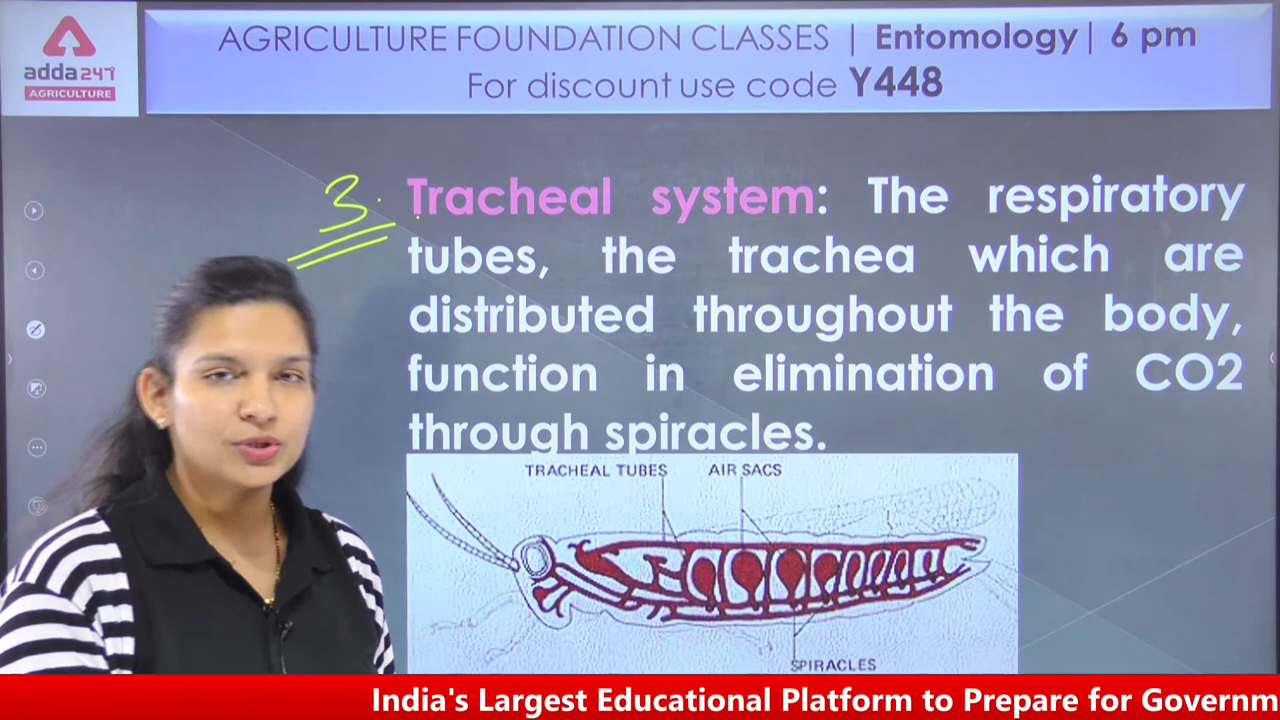 adda247
AGRICULTURE
AGRICULTURE FOUNDATION CLASSES | Entomology| 6 pm
For discount use code Y448
3.
Tracheal system: The respiratory
tubes, the trachea which are
distributed throughout the body,
function in elimination of CO2
through spiracles.
TRACHEAL TUBES AIR SACS
SPIRACLES
India's Largest Educational Platform to Prepare for Governm